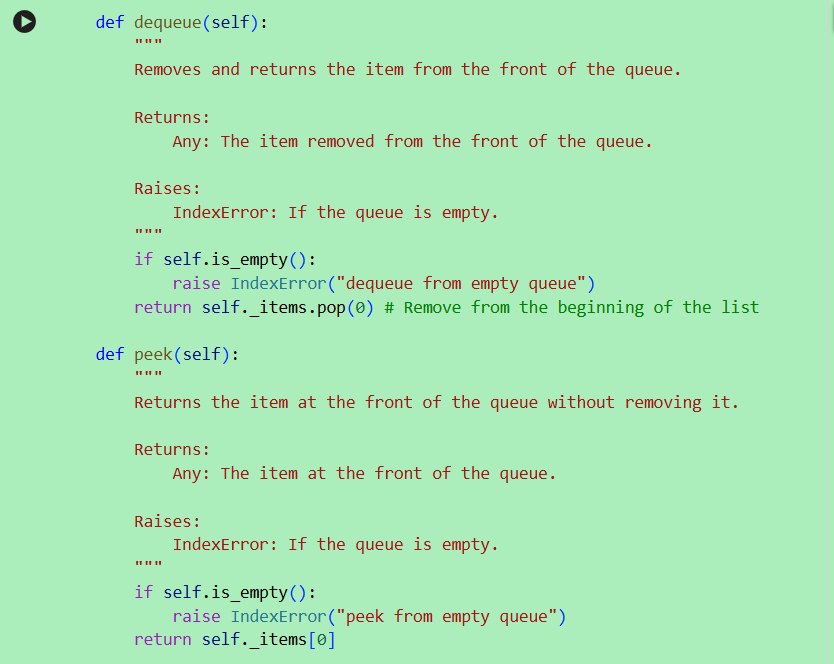 def dequeue(self):
    """
    Removes and returns the item from the front of the queue.

    Returns:
        Any: The item removed from the front of the queue.

    Raises:
        IndexError: If the queue is empty.
    """
    if self.is_empty():
        raise IndexError("dequeue from empty queue")
    return self._items.pop(0) # Remove from the beginning of the list

def peek(self):
    """
    Returns the item at the front of the queue without removing it.

    Returns:
        Any: The item at the front of the queue.

    Raises:
        IndexError: If the queue is empty.
    """
    if self.is_empty():
        raise IndexError("peek from empty queue")
    return self._items[0]